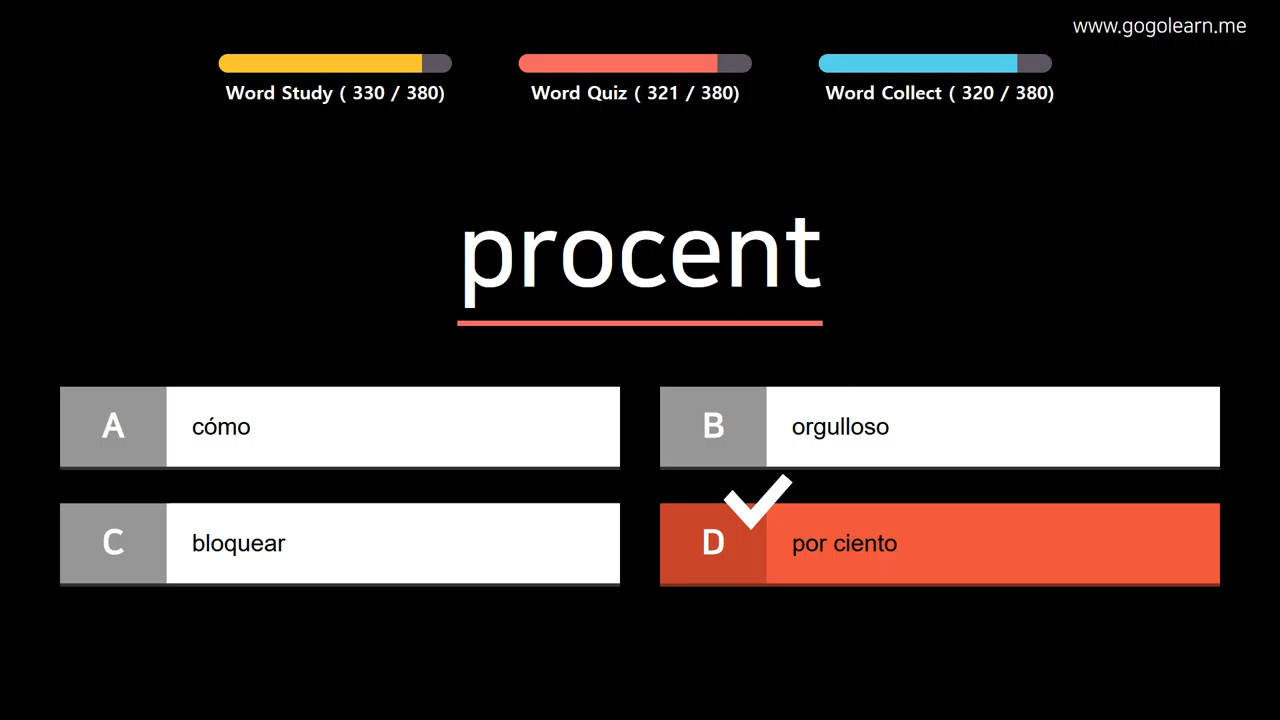 www.gogolearn.me
Word Study ( 330 / 380)
Word Quiz ( 321 / 380)
Word Collect ( 320 / 380)
procent
A
cómo
B
orgulloso
C
bloquear
D
por ciento